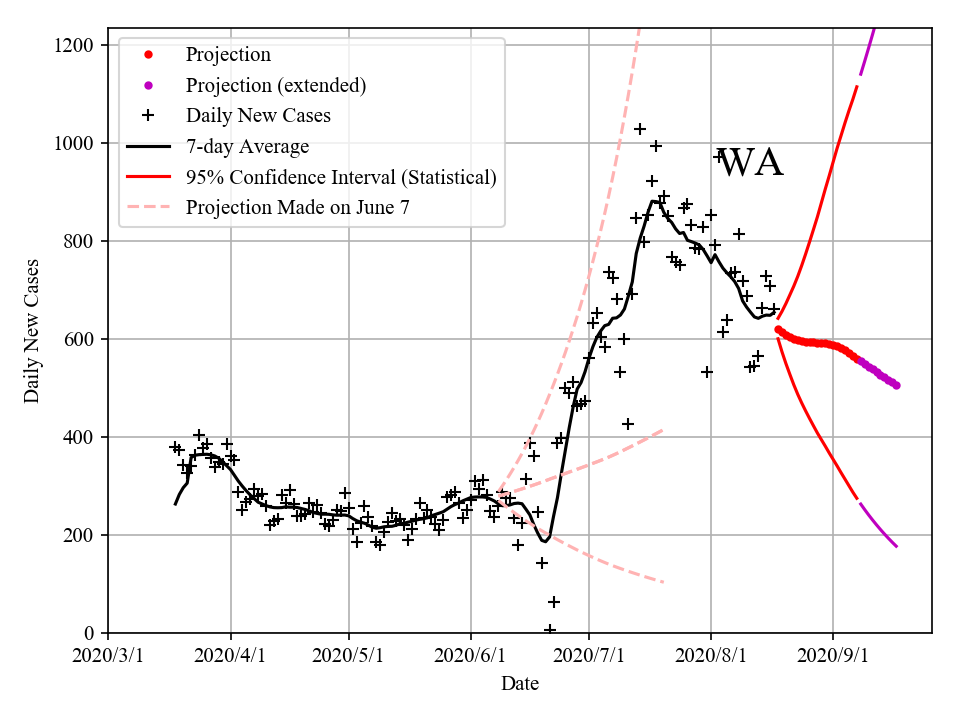 1200
1000
800
600
400
200
0
Daily New Cases
Projection
Projection (extended)
Daily New Cases
7-day Average
95% Confidence Interval (Statistical)
Projection Made on June 7
WA
2020/3/1 2020/4/1 2020/5/1 2020/6/1 2020/7/1 2020/8/1 2020/9/1
Date